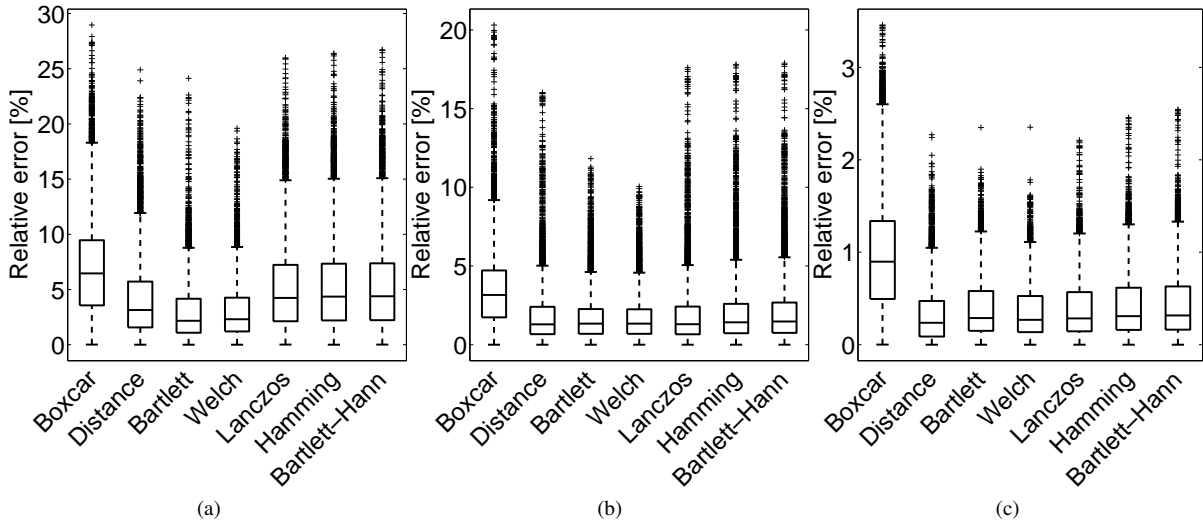 Relative error [%]
30
25
20
15
10
5
0
Boxcar
Distance
Bartlett
Welch
Lanczos
Hamming
Bartlett–Hann
(a)
Relative error [%]
20
15
10
5
0
Boxcar
Distance
Bartlett
Welch
Lanczos
Hamming
Bartlett–Hann
(b)
Relative error [%]
3
2
1
0
Boxcar
Distance
Bartlett
Welch
Lanczos
Hamming
Bartlett–Hann
(c)